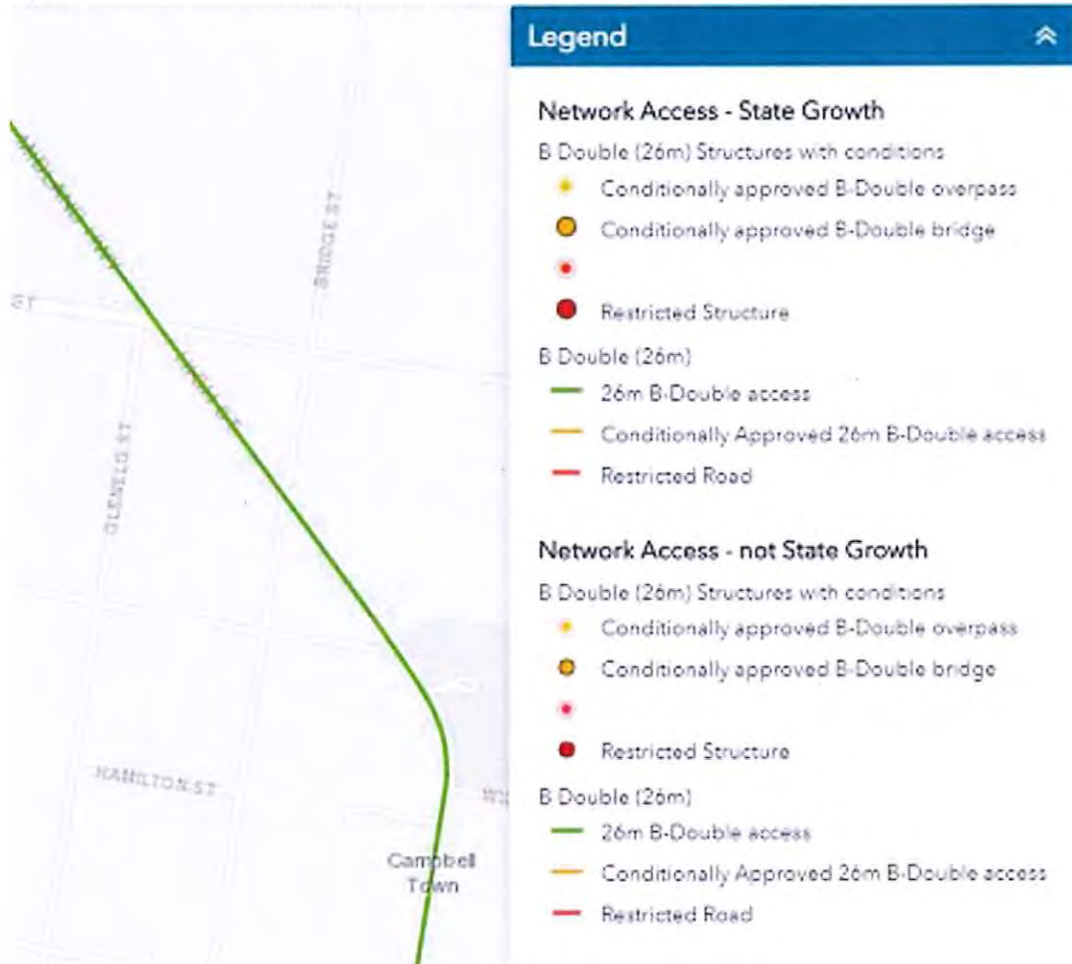 Legend
Network Access - State Growth
B Double (26m) Structures with conditions
Conditionally approved B-Double overpass
Conditionally approved B-Double bridge
Restricted Structure
B Double (26m)
26m B-Double access
Conditionally Approved 26m B-Double access
Restricted Road
Network Access - not State Growth
B Double (26m) Structures with conditions
Conditionally approved B-Double overpass
Conditionally approved B-Double bridge
Restricted Structure
B Double (26m)
26m B-Double access
Conditionally Approved 26m B-Double access
Restricted Road
BRIDGE ST
ST
GLENELG ST
HAMILTON ST
Campbell
Town